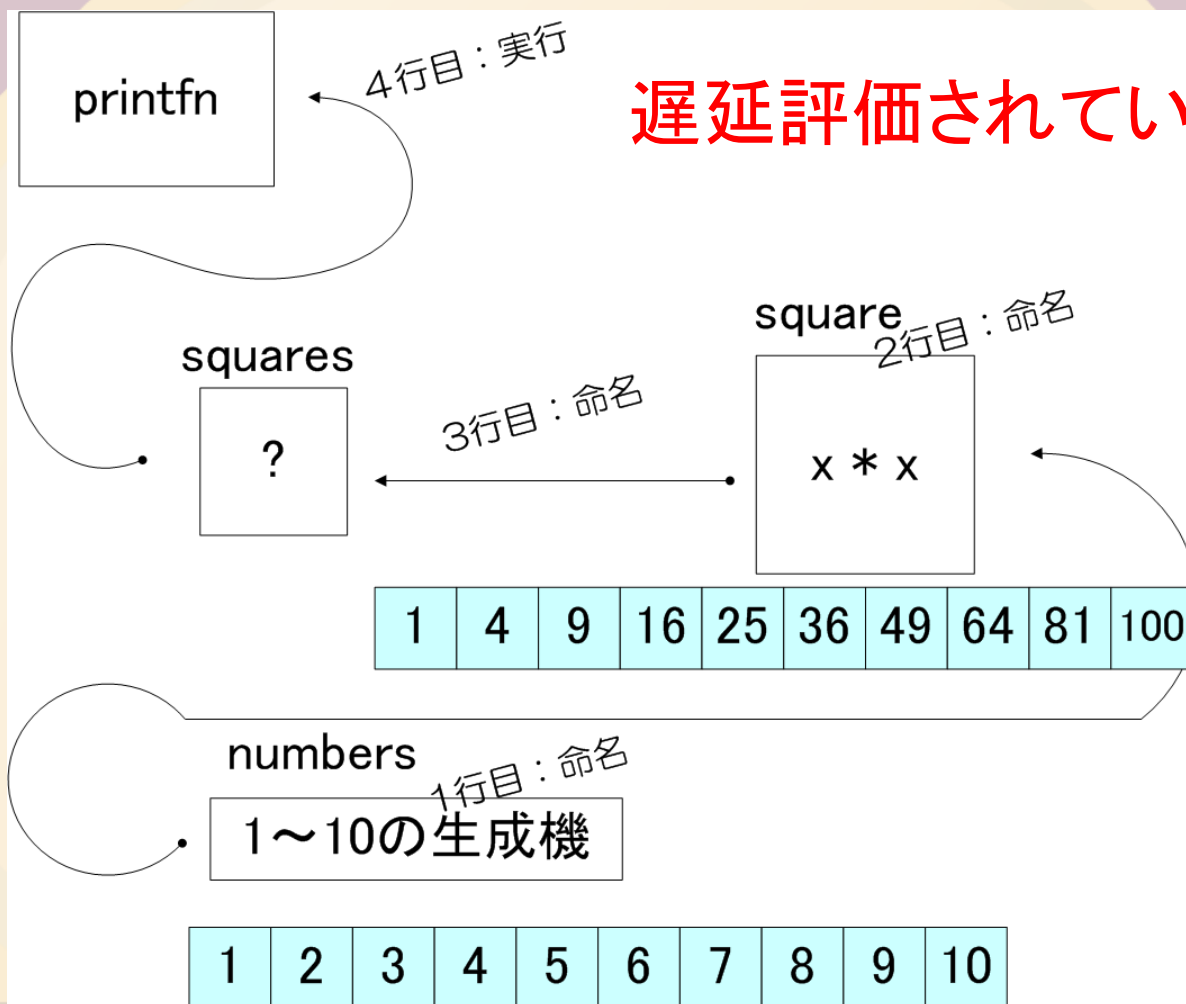 printfn
4行目：実行
遅延評価されてい
square
2行目：命名
squares
3行目：命名
?
x * x
1 4 9 16 25 36 49 64 81 100
numbers
1行目：命名
1～10の生成機
1 2 3 4 5 6 7 8 9 10